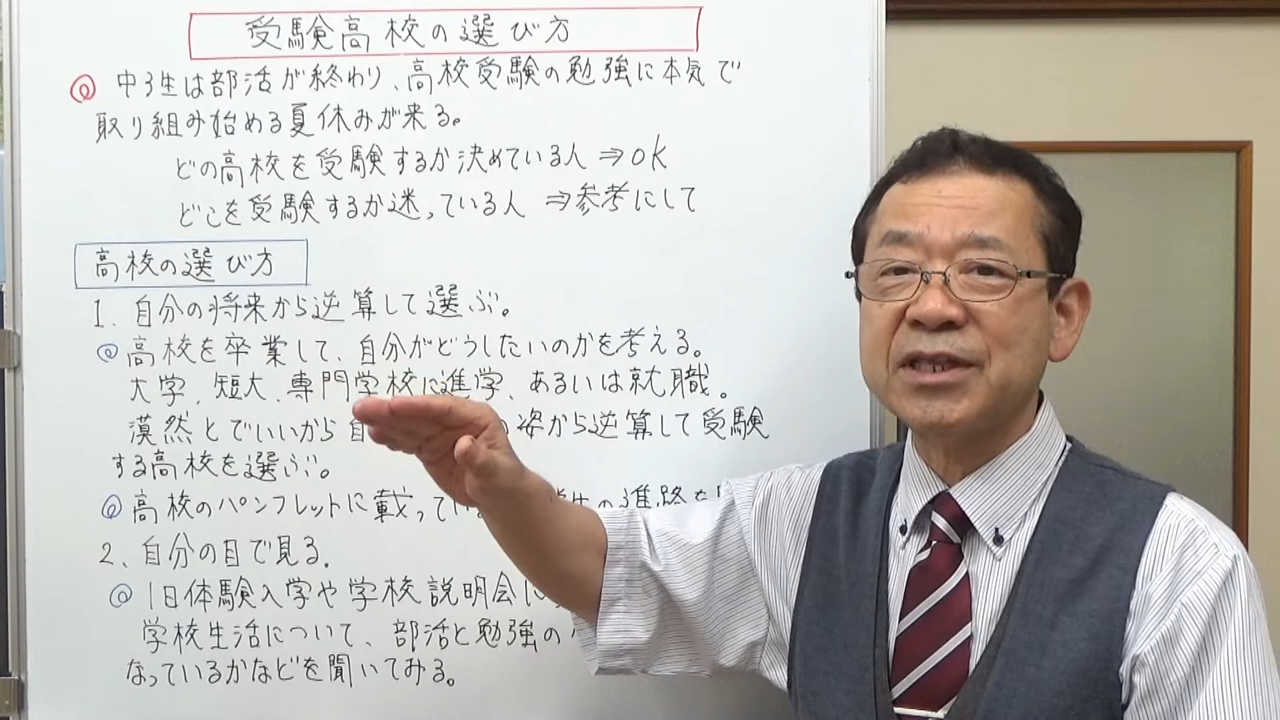 受験高校の選び方
◎ 中3生は部活が終わり、高校受験の勉強に本気で
取り組み始める夏休みが来る。
どの高校を受験するか決めている人 ⇒ OK
どこを受験するか迷っている人 ⇒ 参考にして
高校の選び方
1、自分の将来から逆算して選ぶ。
◎ 高校を卒業して、自分がどうしたいのかを考える。
大学、短大、専門学校に進学、あるいは就職。
漠然とでいいから自 の姿から逆算して受験
する高校を選ぶ。
◎ 高校のパンフレットに載ってい 生の進路を
2、自分の目で見る。
◎ 1日体験入学や学校説明会に
学校生活について、部活と勉強の
なっているかなどを聞いてみる。